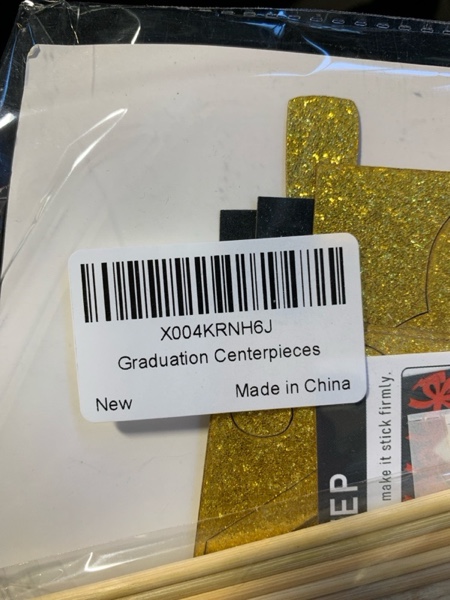 X004KRNH6J
Graduation Centerpieces
New
Made in China
make it stick firmly.
EP